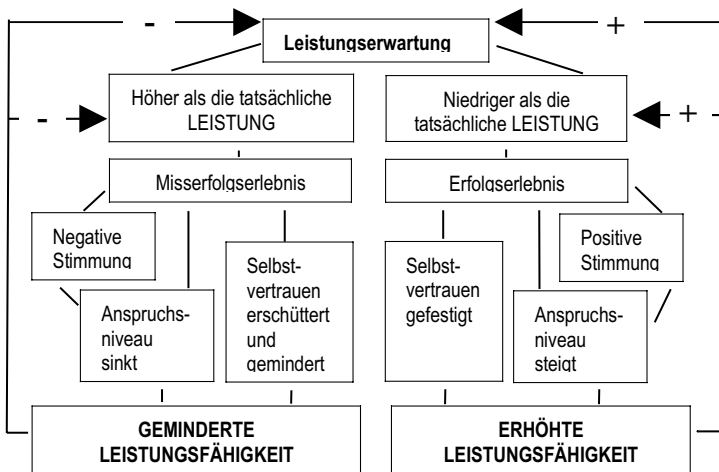 -
+
Leistungserwartung
Höher als die tatsächliche
LEISTUNG
Niedriger als die
tatsächliche LEISTUNG
-
+
Misserfolgserlebnis
Erfolgserlebnis
Negative
Stimmung
Anspruchs-
niveau
sinkt
Selbst-
vertrauen
erschüttert
und
gemindert
Selbst-
vertrauen
gefestigt
Anspruchs-
niveau
steigt
Positive
Stimmung
GEMINDERTE
LEISTUNGSFÄHIGKEIT
ERHÖHTE
LEISTUNGSFÄHIGKEIT